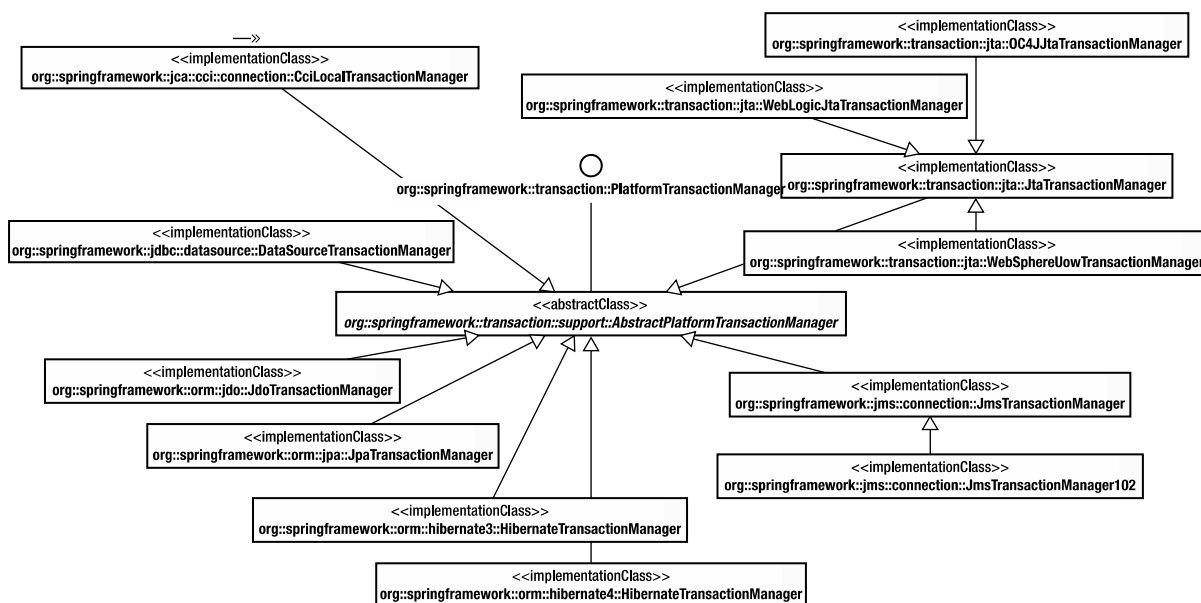 <<implementationClass>>
org::springframework::transaction::jta::OC4JJtaTransactionManager
<<implementationClass>>
org::springframework::jca::cci::connection::CciLocalTransactionManager
<<implementationClass>>
org::springframework::transaction::jta::WebLogicJtaTransactionManager
<<implementationClass>>
org::springframework::transaction::jta::JtaTransactionManager
org::springframework::transaction::PlatformTransactionManager
<<implementationClass>>
org::springframework::jdbc::datasource::DataSourceTransactionManager
<<implementationClass>>
org::springframework::transaction::jta::WebSphereUowTransactionManager
<<abstractClass>>
org::springframework::transaction::support::AbstractPlatformTransactionManager
<<implementationClass>>
org::springframework::orm::jdo::JdoTransactionManager
<<implementationClass>>
org::springframework::jms::connection::JmsTransactionManager
<<implementationClass>>
org::springframework::orm::jpa::JpaTransactionManager
<<implementationClass>>
org::springframework::jms::connection::JmsTransactionManager102
<<implementationClass>>
org::springframework::orm::hibernate3::HibernateTransactionManager
<<implementationClass>>
org::springframework::orm::hibernate4::HibernateTransactionManager